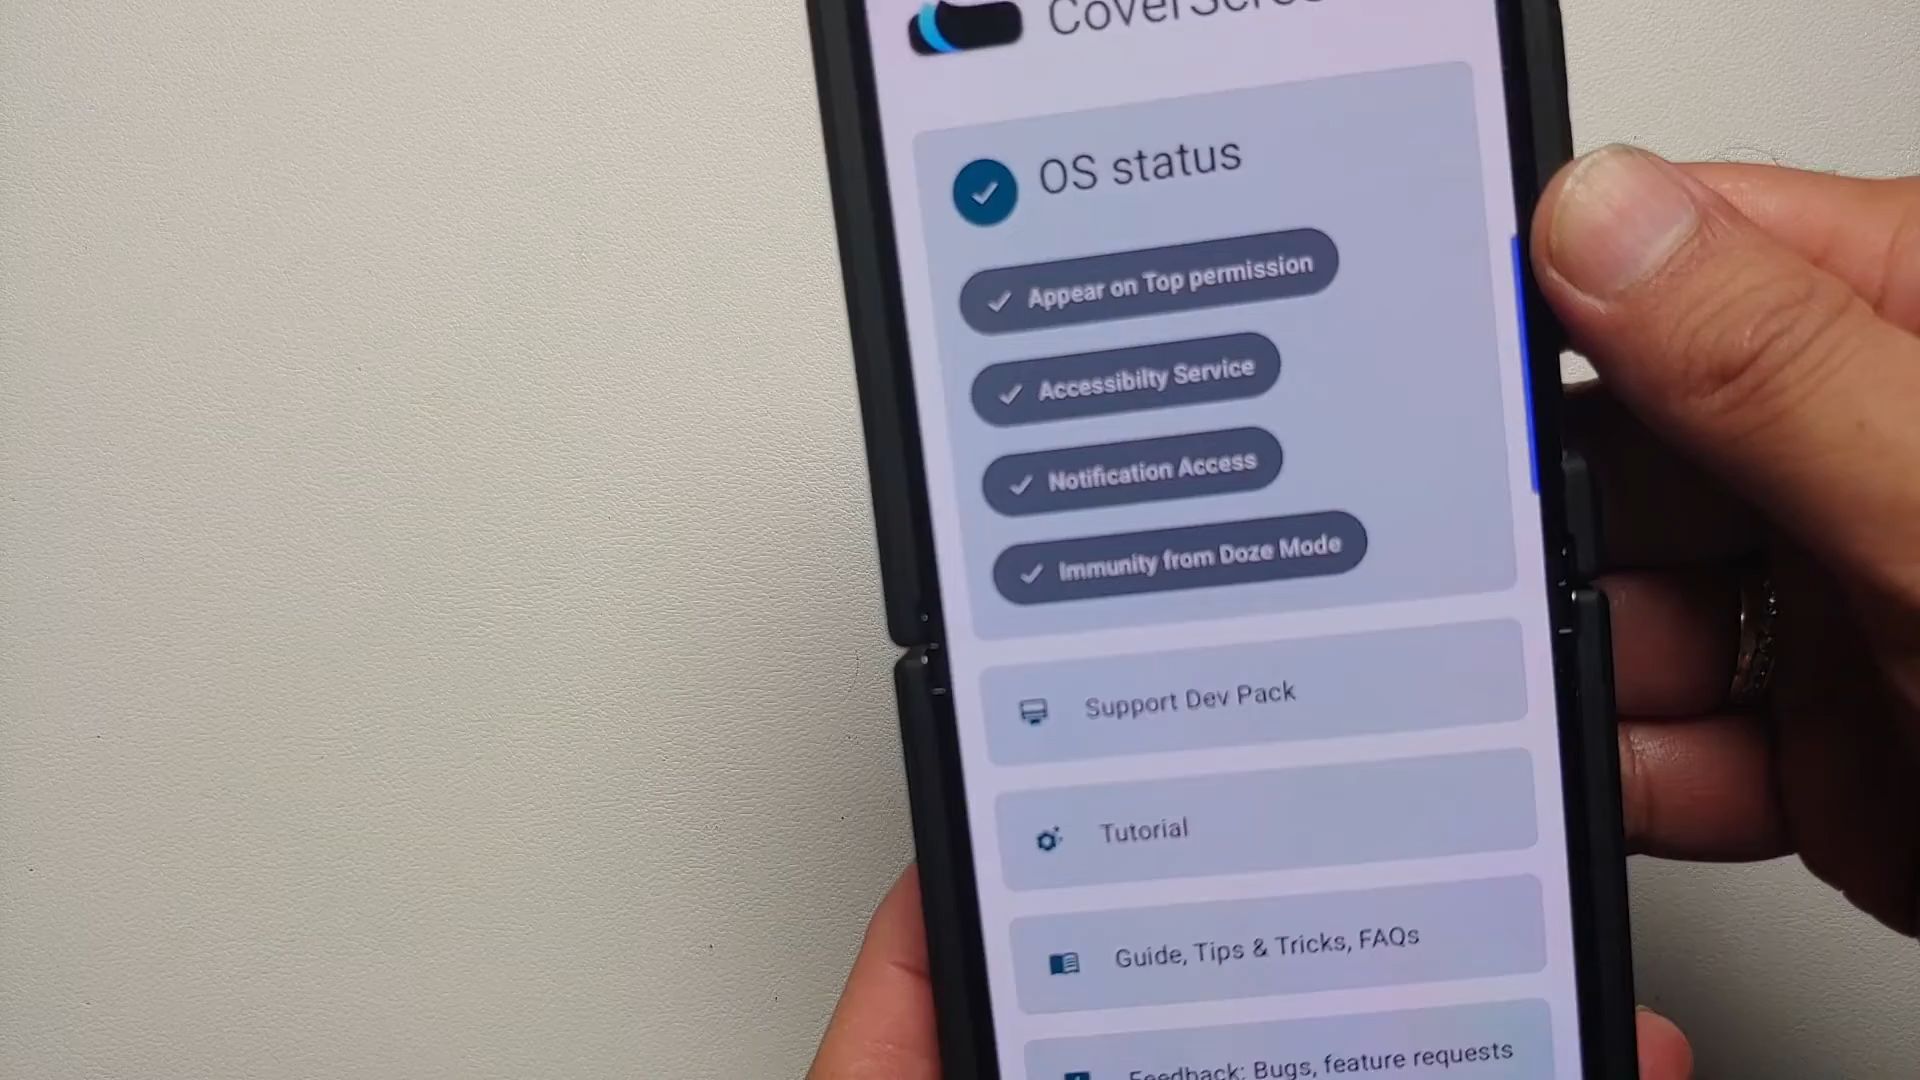 OS status
Appear on Top permission
Accessibilty Service
Notification Access
Immunity from Doze Mode
Support Dev Pack
Tutorial
Guide, Tips & Tricks, FAQs
Feedback: Bugs, feature requests